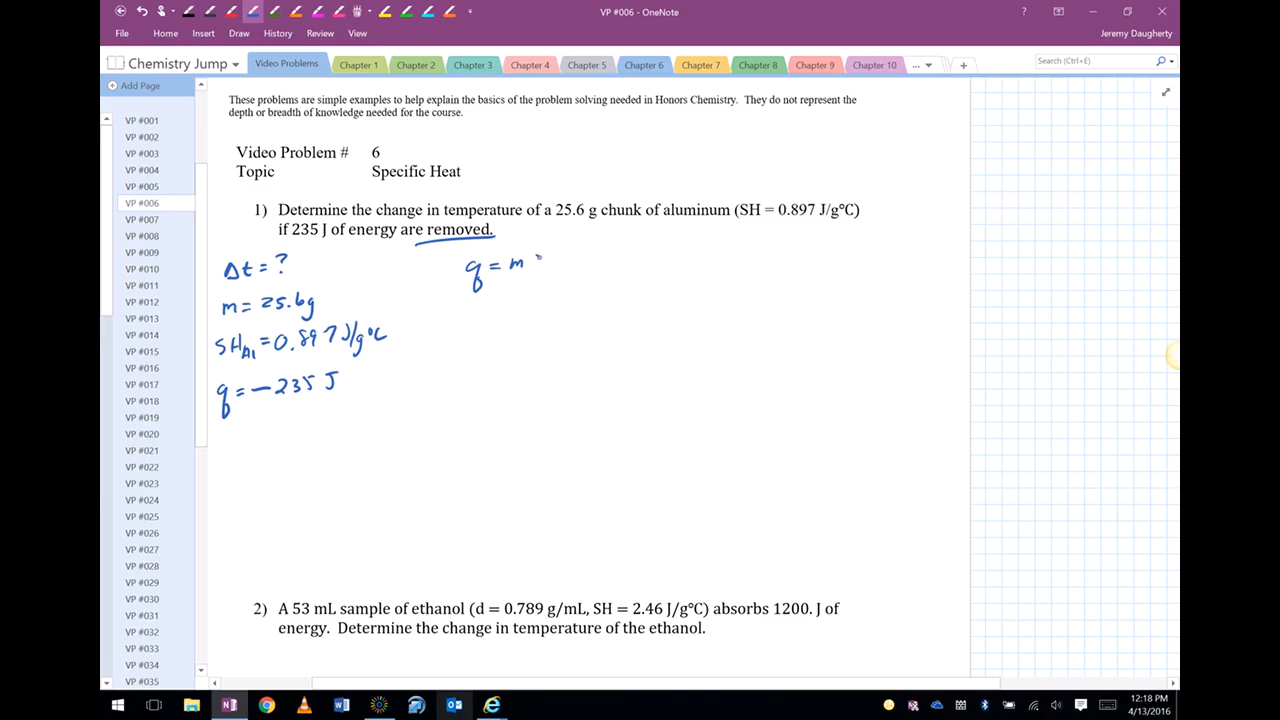 VP #006 - OneNote
File Home Insert Draw History Review View
Jeremy Daugherty
Chemistry Jump
Video Problems Chapter 1 Chapter 2 Chapter 3 Chapter 4 Chapter 5 Chapter 6 Chapter 7 Chapter 8 Chapter 9 Chapter 10 ...
Search (Ctrl+E)
Add Page
VP #001
VP #002
VP #003
VP #004
VP #005
VP #006
VP #007
VP #008
VP #009
VP #010
VP #011
VP #012
VP #013
VP #014
VP #015
VP #016
VP #017
VP #018
VP #019
VP #020
VP #021
VP #022
VP #023
VP #024
VP #025
VP #026
VP #027
VP #028
VP #029
VP #030
VP #031
VP #032
VP #033
VP #034
VP #035
These problems are simple examples to help explain the basics of the problem solving needed in Honors Chemistry. They do not represent the
depth or breadth of knowledge needed for the course.
Video Problem # 6
Topic Specific Heat
1) Determine the change in temperature of a 25.6 g chunk of aluminum (SH = 0.897 J/g°C)
if 235 J of energy are removed.
Δt = ?
q = m
m = 25.6g
SH Al = 0.897 J/g°C
q = -235 J
2) A 53 mL sample of ethanol (d = 0.789 g/mL, SH = 2.46 J/g°C) absorbs 1200. J of
energy. Determine the change in temperature of the ethanol.
12:18 PM
4/13/2016